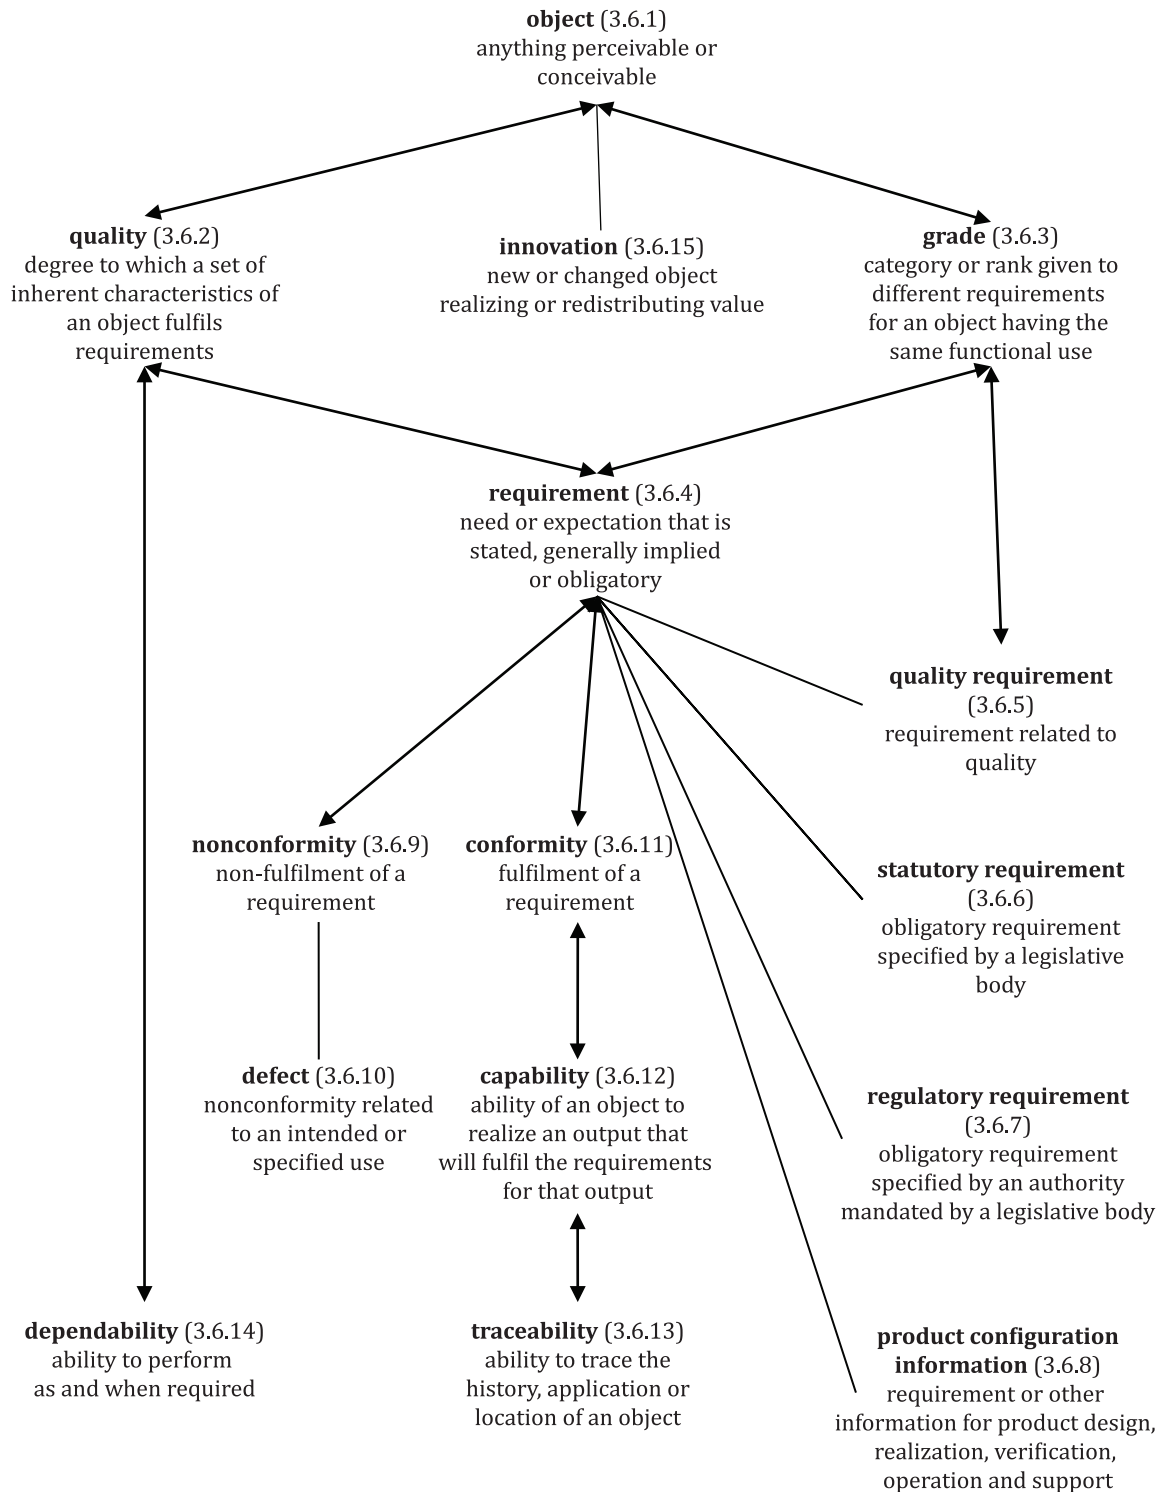 object (3.6.1)
anything perceivable or
conceivable
quality (3.6.2)
degree to which a set of
inherent characteristics of
an object fulfils
requirements
innovation (3.6.15)
new or changed object
realizing or redistributing value
grade (3.6.3)
category or rank given to
different requirements
for an object having the
same functional use
requirement (3.6.4)
need or expectation that is
stated, generally implied
or obligatory
quality requirement
(3.6.5)
requirement related to
quality
nonconformity (3.6.9)
non-fulfilment of a
requirement
conformity (3.6.11)
fulfilment of a
requirement
statutory requirement
(3.6.6)
obligatory requirement
specified by a legislative
body
defect (3.6.10)
nonconformity related
to an intended or
specified use
capability (3.6.12)
ability of an object to
realize an output that
will fulfil the requirements
for that output
regulatory requirement
(3.6.7)
obligatory requirement
specified by an authority
mandated by a legislative body
dependability (3.6.14)
ability to perform
as and when required
traceability (3.6.13)
ability to trace the
history, application or
location of an object
product configuration
information (3.6.8)
requirement or other
information for product design,
realization, verification,
operation and support